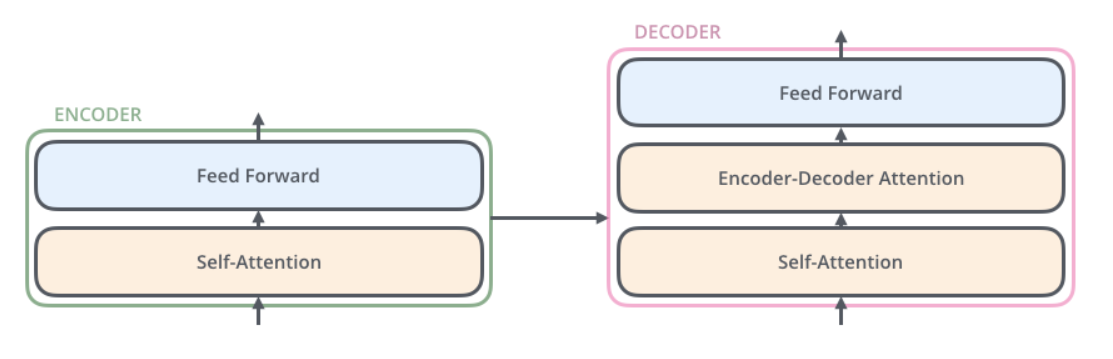 ENCODER
Feed Forward
Self-Attention
DECODER
Feed Forward
Encoder-Decoder Attention
Self-Attention